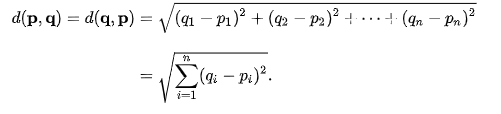 d(p, q) = d(q, p) = √((q₁ − p₁)² + (q₂ − p₂)² + ··· + (qₙ − pₙ)²)
= √(∑ᵢ₌₁ⁿ (qᵢ − pᵢ)²).